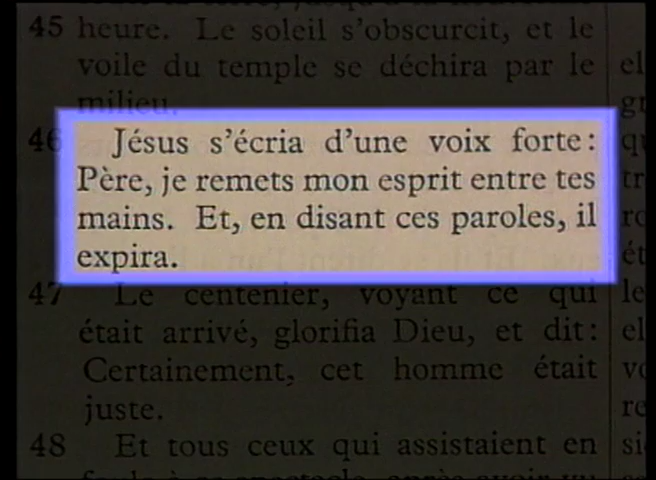 45 heure. Le soleil s'obscurcit, et le
voile du temple se déchira par le
milieu.
46 Jésus s'écria d'une voix forte:
Père, je remets mon esprit entre tes
mains. Et, en disant ces paroles, il
expira.
47 Le centenier, voyant ce qui
était arrivé, glorifia Dieu, et dit:
Certainement, cet homme était
juste.
48 Et tous ceux qui assistaient en